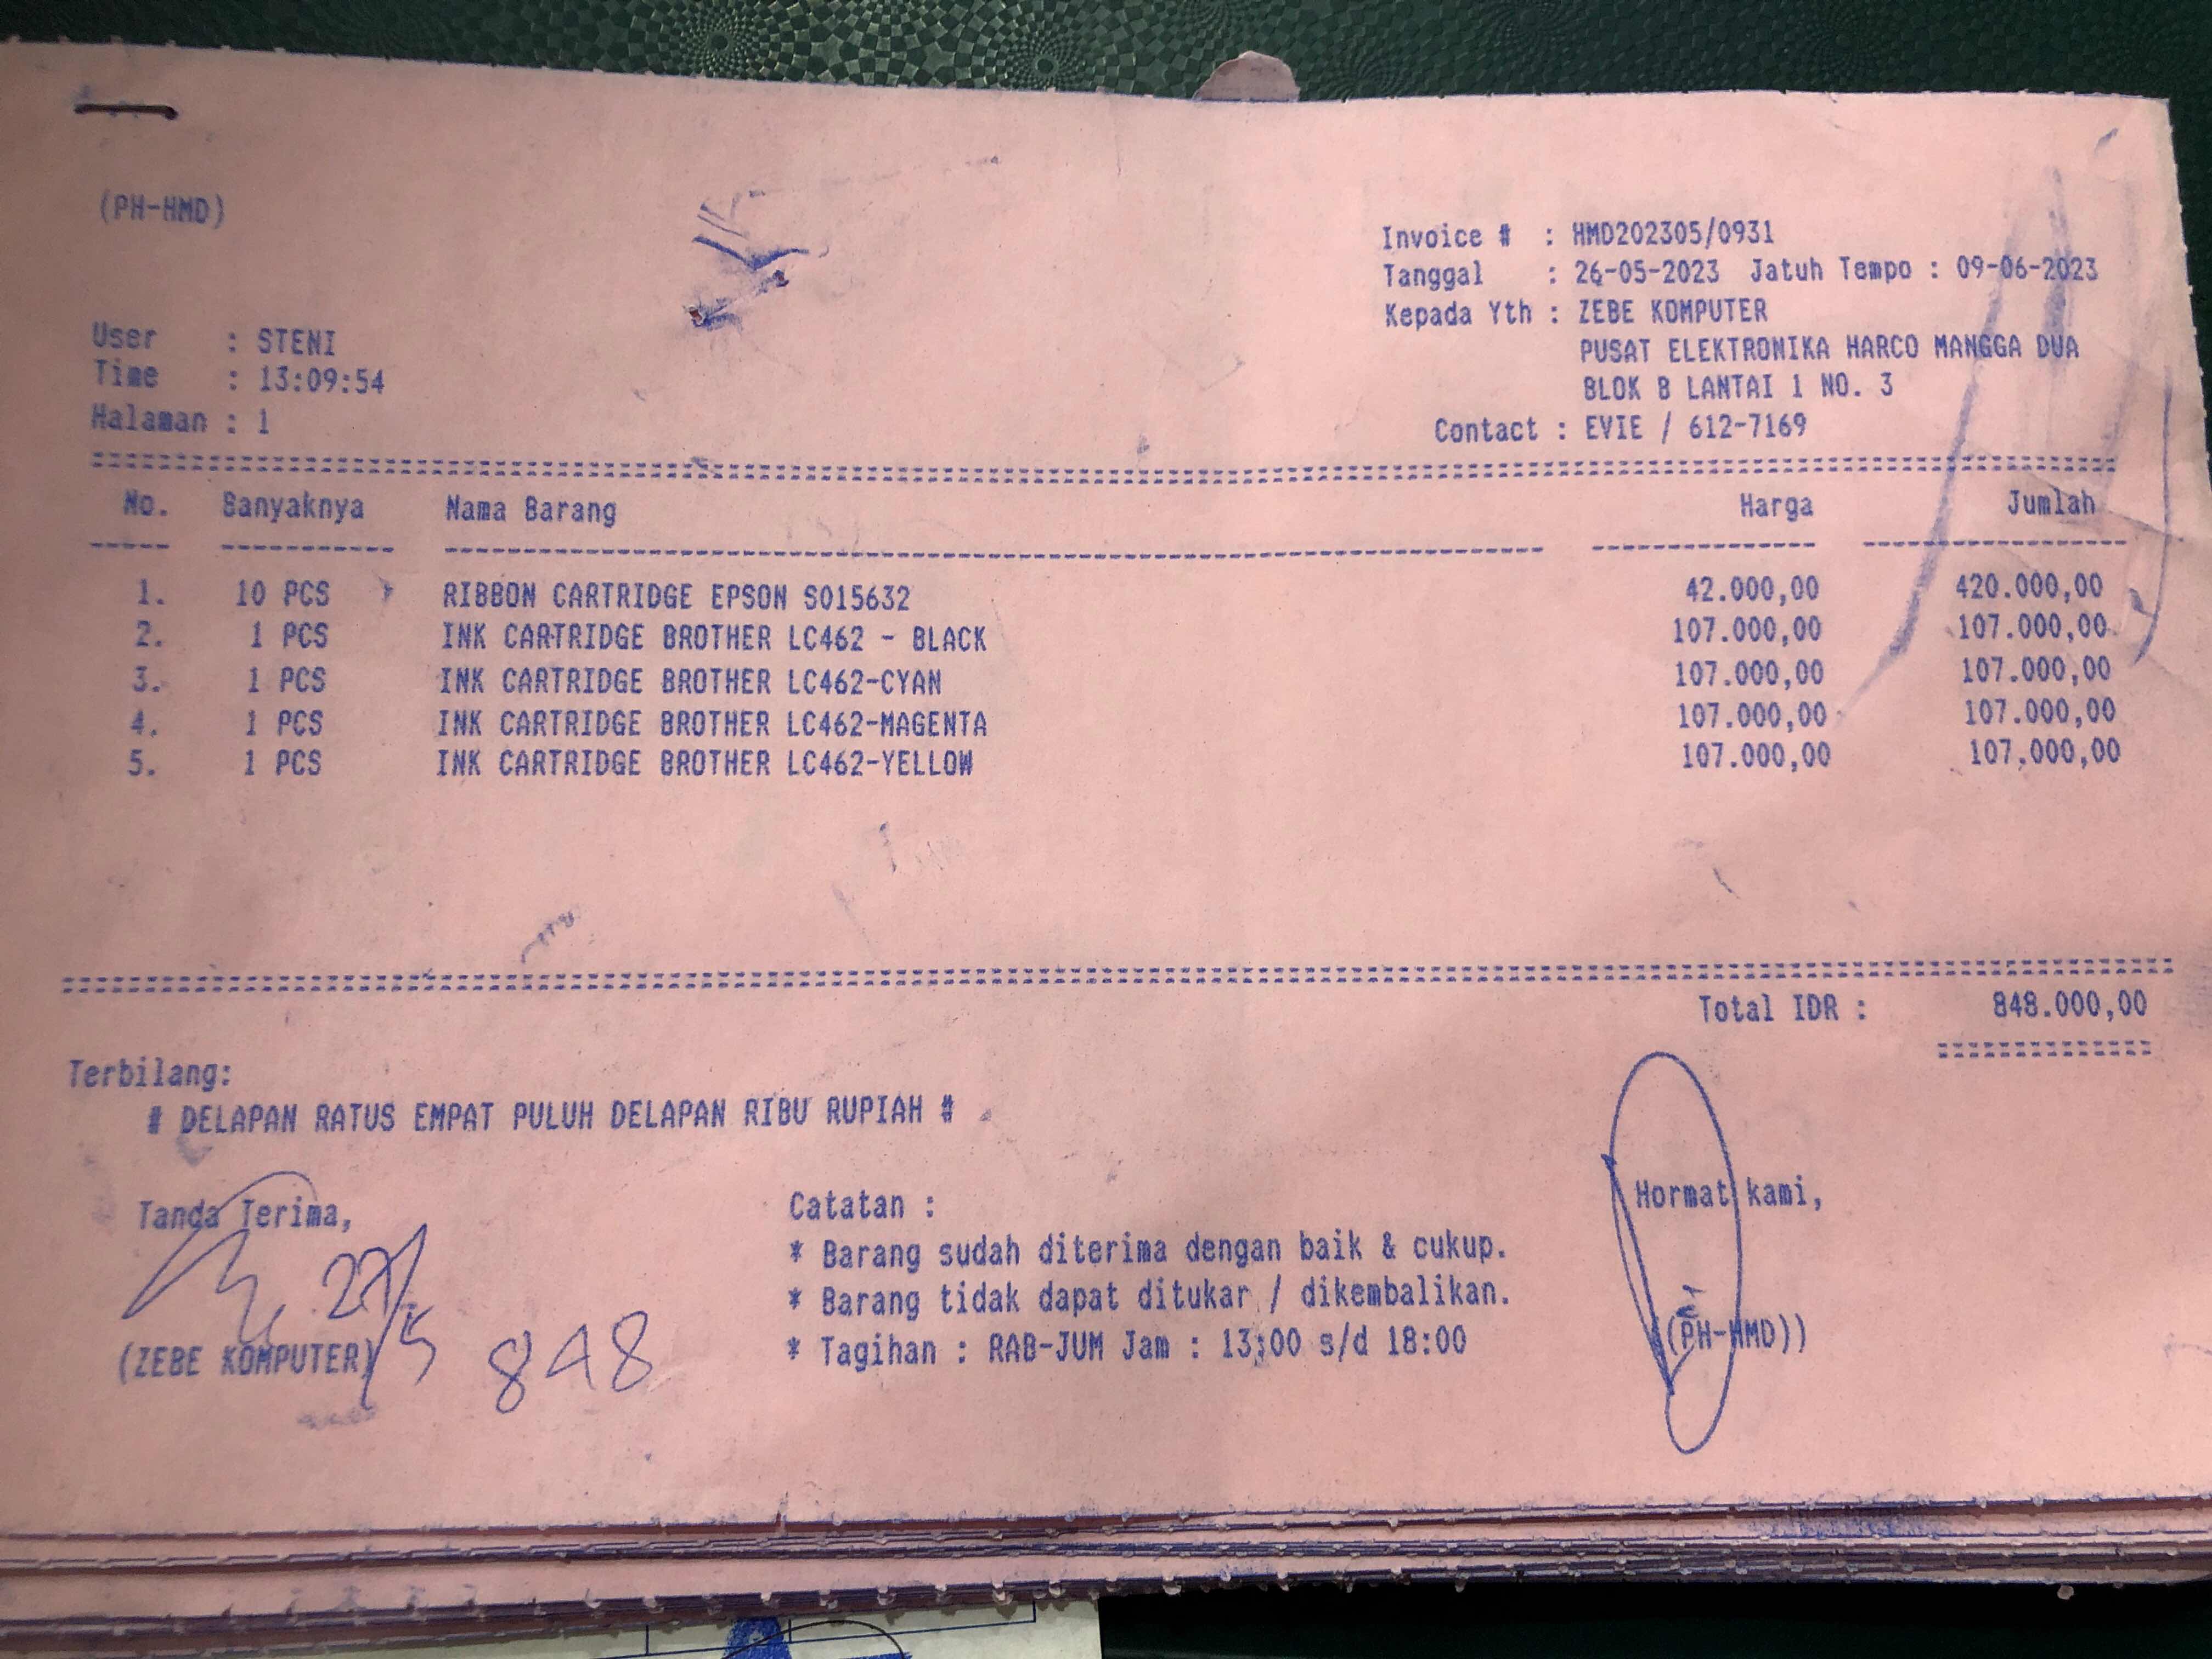 (PH-HMD)
Invoice # : HMD202305/0931
Tanggal : 26-05-2023 Jatuh Tempo : 09-06-2023
Kepada Yth : ZEBE KOMPUTER
PUSAT ELEKTRONIKA HARCO MANGGA DUA
BLOK B LANTAI 1 NO. 3
Contact : EVIE / 612-7169
User : STENI
Time : 13:09:54
Halaman : 1
No. Banyaknya Nama Barang Harga Jumlah
1. 10 PCS RIBBON CARTRIDGE EPSON S015632 42.000,00 420.000,00
2. 1 PCS INK CARTRIDGE BROTHER LC462 - BLACK 107.000,00 107.000,00
3. 1 PCS INK CARTRIDGE BROTHER LC462-CYAN 107.000,00 107.000,00
4. 1 PCS INK CARTRIDGE BROTHER LC462-MAGENTA 107.000,00 107.000,00
5. 1 PCS INK CARTRIDGE BROTHER LC462-YELLOW 107.000,00 107.000,00
Total IDR : 848.000,00
Terbilang:
# DELAPAN RATUS EMPAT PULUH DELAPAN RIBU RUPIAH #
Tanda Terima,
27/5
(ZEBE KOMPUTER)
848
Catatan :
* Barang sudah diterima dengan baik & cukup.
* Barang tidak dapat ditukar / dikembalikan.
* Tagihan : RAB-JUM Jam : 13:00 s/d 18:00
Hormat kami,
(PH-HMD))